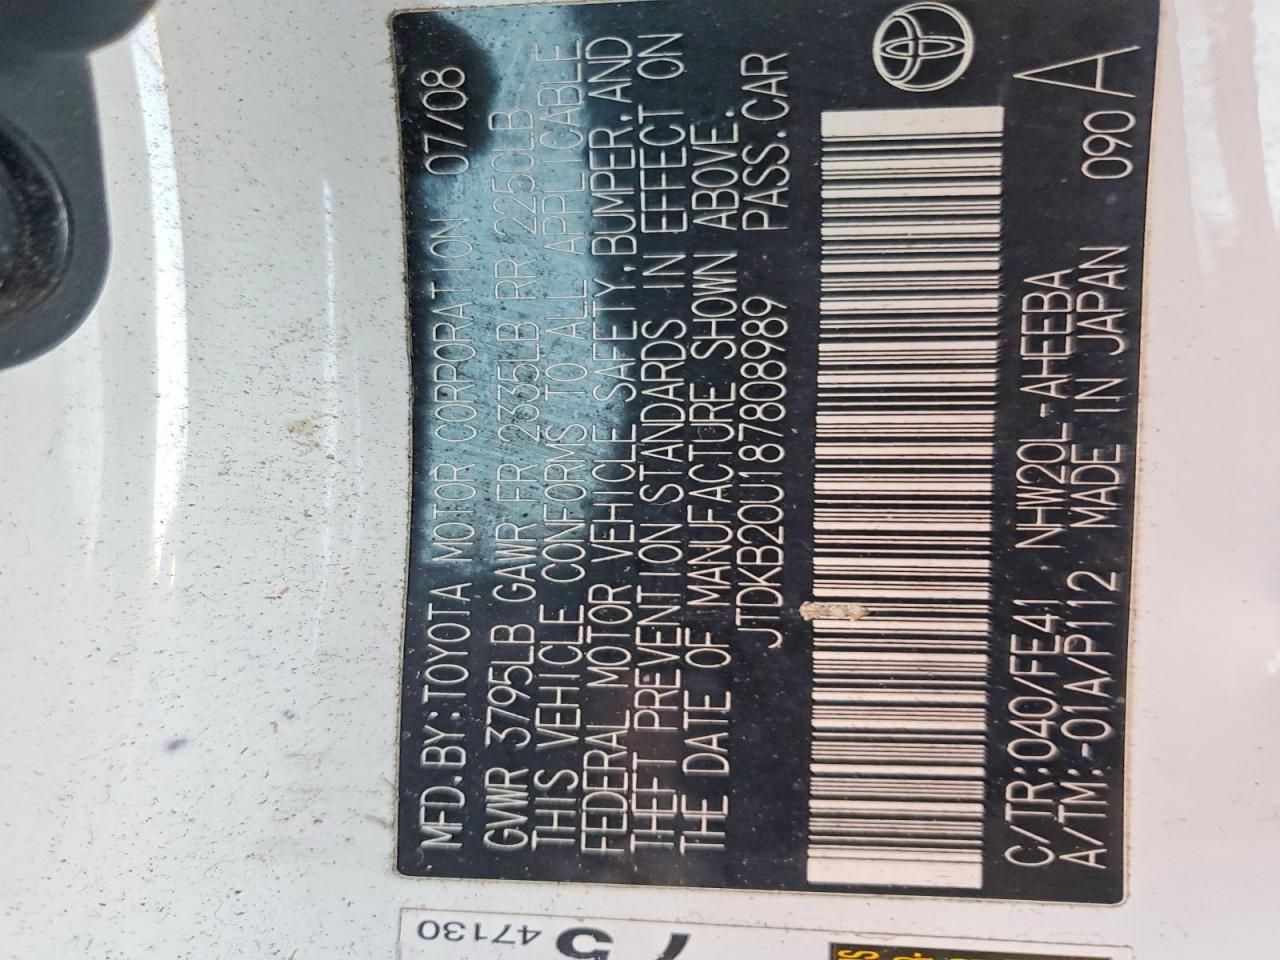 MFD.BY:TOYOTA MOTOR CORPORATION 07/08
GVWR 3795LB GAWR FR 2335LB RR 2250LB
THIS VEHICLE CONFORMS TO ALL APPLICABLE
FEDERAL MOTOR VEHICLE SAFETY, BUMPER, AND
THEFT PREVENTION STANDARDS IN EFFECT ON
THE DATE OF MANUFACTURE SHOWN ABOVE.
JTDKB20U187808989 PASS.CAR
C/TR:040/FE41 NHW20L-AHEEBA
A/TM:-01A/P112 MADE IN JAPAN 090 A
47130